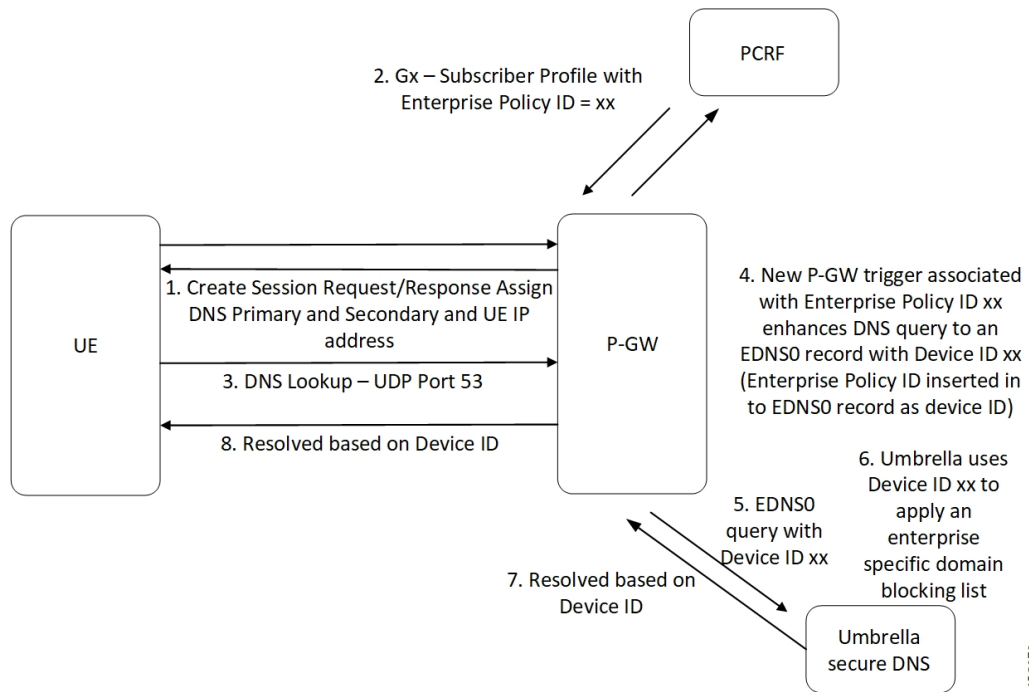 PCRF
2. Gx – Subscriber Profile with
Enterprise Policy ID = xx
UE
1. Create Session Request/Response Assign
DNS Primary and Secondary and UE IP
address
3. DNS Lookup – UDP Port 53
8. Resolved based on Device ID
P-GW
4. New P-GW trigger associated
with Enterprise Policy ID xx
enhances DNS query to an
EDNS0 record with Device ID xx
(Enterprise Policy ID inserted in
to EDNS0 record as device ID)
5. EDNS0
query with
Device ID xx
6. Umbrella uses
Device ID xx to
apply an
enterprise
specific domain
blocking list
7. Resolved based on
Device ID
Umbrella
secure DNS